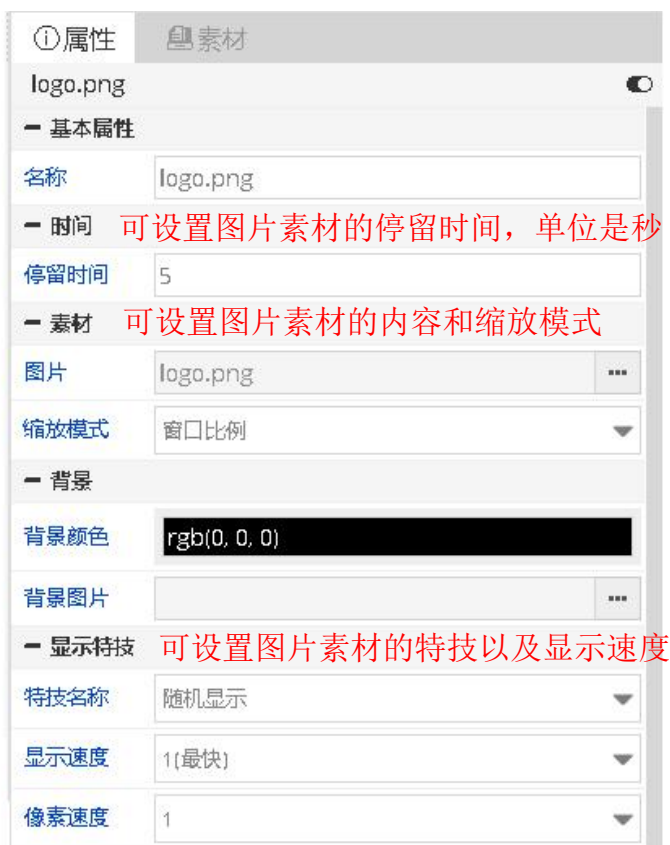 属性 素材
logo.png
基本属性
名称 logo.png
时间 可设置图片素材的停留时间，单位是秒
停留时间 5
素材 可设置图片素材的内容和缩放模式
图片 logo.png
缩放模式 窗口比例
背景
背景颜色 rgb(0, 0, 0)
背景图片
显示特技 可设置图片素材的特技以及显示速度
特技名称 随机显示
显示速度 1(最快)
像素速度 1